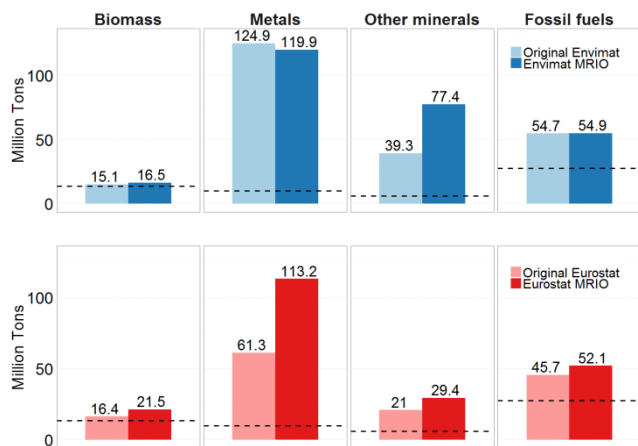 Biomass Metals Other minerals Fossil fuels
Million Tons
100
50
0
15.1 16.5
124.9 119.9
39.3 77.4
54.7 54.9
Original Envimat
Envimat MRIO
Million Tons
100
50
0
16.4 21.5
61.3 113.2
21 29.4
45.7 52.1
Original Eurostat
Eurostat MRIO